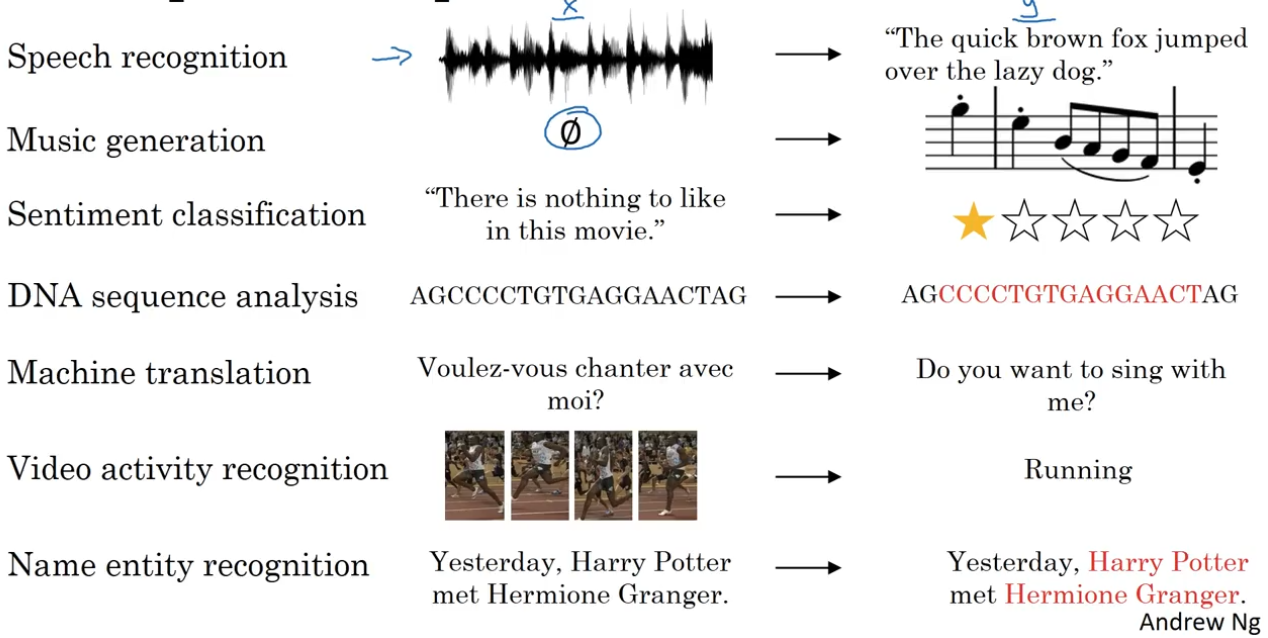 x
y
Speech recognition
“The quick brown fox jumped
over the lazy dog.”
Music generation
∅
Sentiment classification
“There is nothing to like
in this movie.”
DNA sequence analysis
AGCCCCTGTGAGGAACTAG
AGCCCCTGTGAGGAACTAG
Machine translation
Voulez-vous chanter avec
moi?
Do you want to sing with
me?
Video activity recognition
Running
Name entity recognition
Yesterday, Harry Potter
met Hermione Granger.
Yesterday, Harry Potter
met Hermione Granger.
Andrew Ng